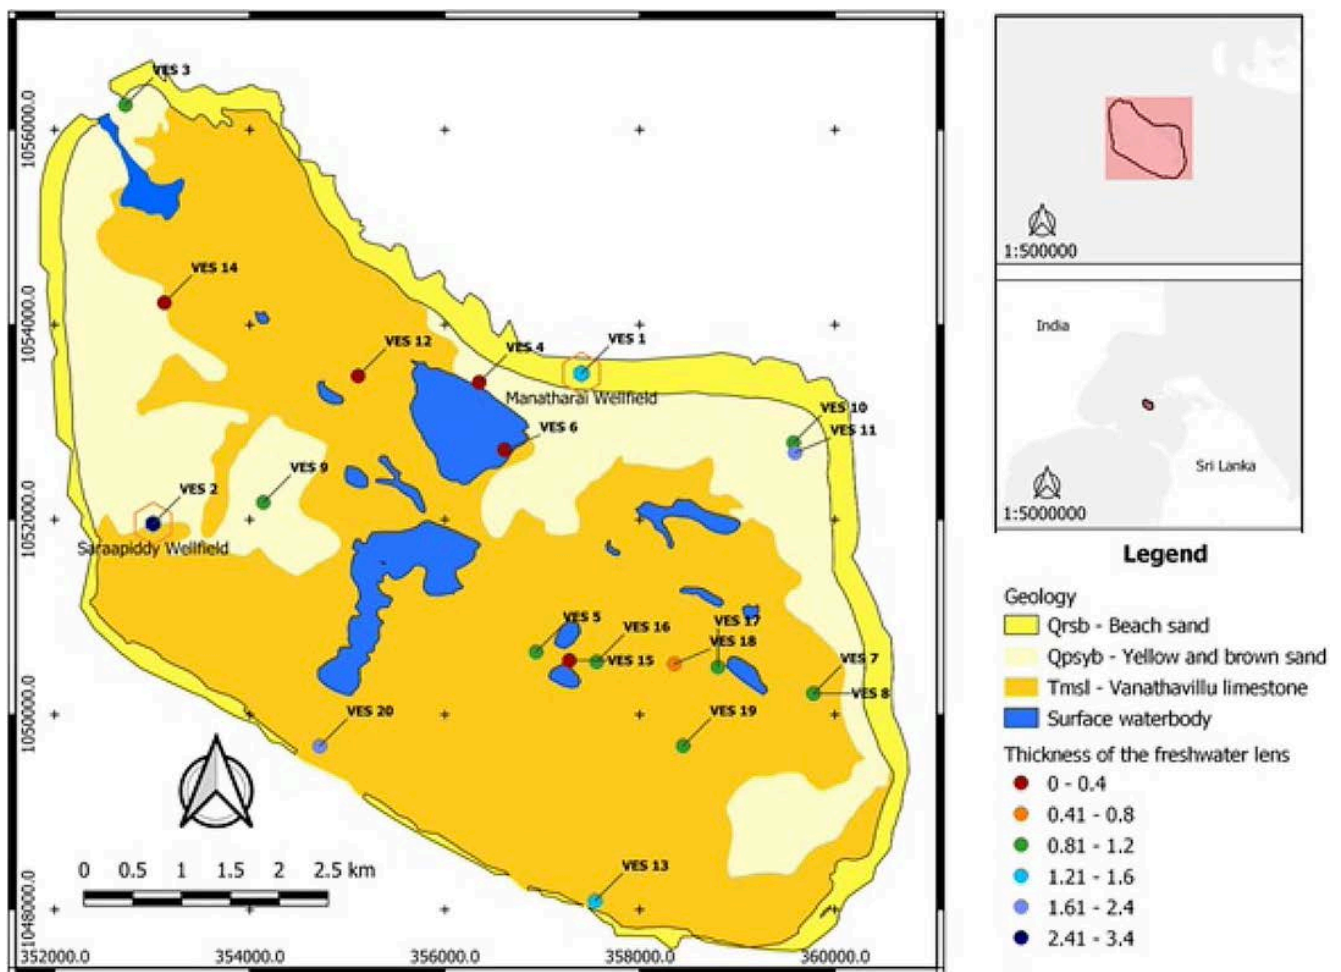 VES 3
VES 14
VES 12
VES 4
VES 1
Manatharai Wellfield
VES 10
VES 11
VES 6
VES 9
VES 2
Saraapiddy Wellfield
VES 5
VES 16
VES 17
VES 18
VES 15
VES 7
VES 8
VES 20
VES 19
VES 13
0 0.5 1 1.5 2 2.5 km
1056000.0
1054000.0
1052000.0
1050000.0
1048000.0
352000.0 354000.0 356000.0 358000.0 360000.0
1:500000
India
Sri Lanka
1:5000000
Legend
Geology
Qrsb - Beach sand
Qpsyb - Yellow and brown sand
Tmsl - Vanathavillu limestone
Surface waterbody
Thickness of the freshwater lens
0 - 0.4
0.41 - 0.8
0.81 - 1.2
1.21 - 1.6
1.61 - 2.4
2.41 - 3.4